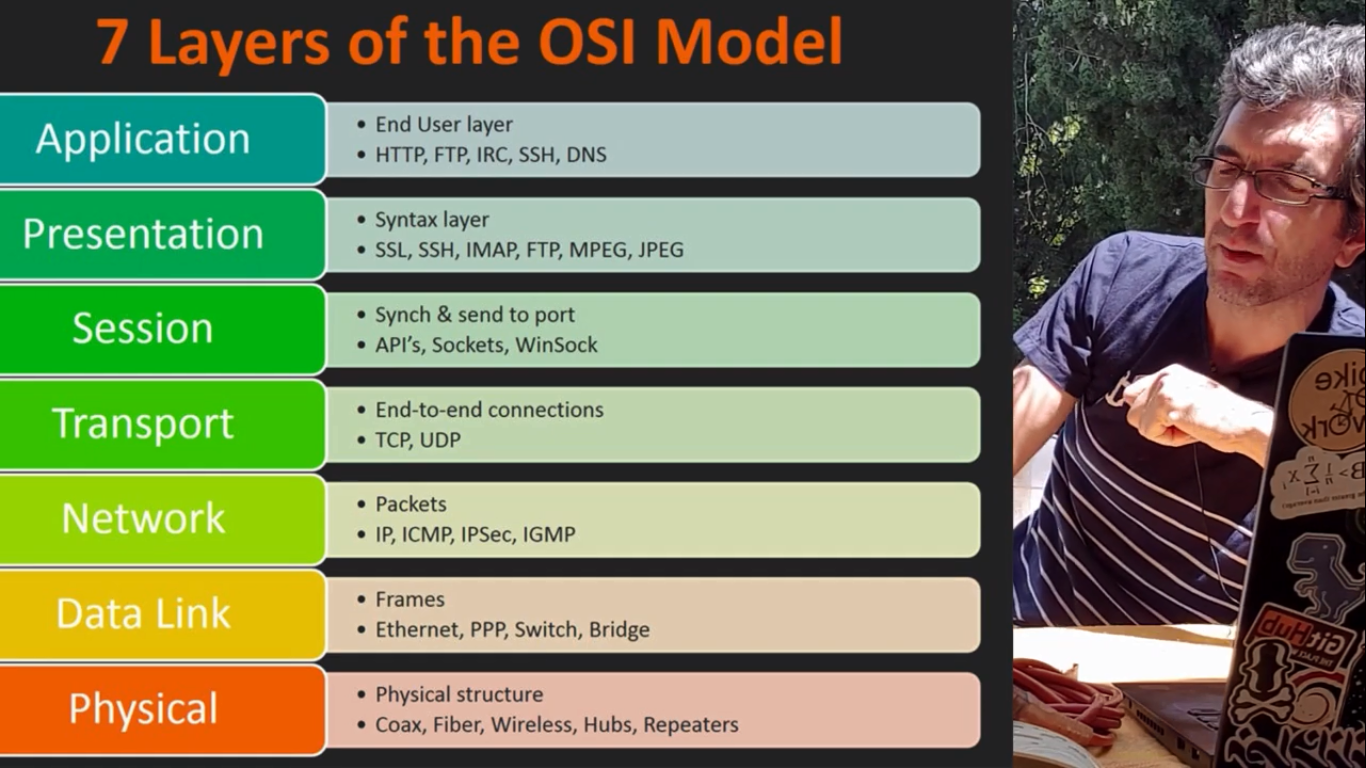 7 Layers of the OSI Model
Application
• End User layer
• HTTP, FTP, IRC, SSH, DNS
Presentation
• Syntax layer
• SSL, SSH, IMAP, FTP, MPEG, JPEG
Session
• Synch & send to port
• API's, Sockets, WinSock
Transport
• End-to-end connections
• TCP, UDP
Network
• Packets
• IP, ICMP, IPSec, IGMP
Data Link
• Frames
• Ethernet, PPP, Switch, Bridge
Physical
• Physical structure
• Coax, Fiber, Wireless, Hubs, Repeaters
bike
work
GitHub